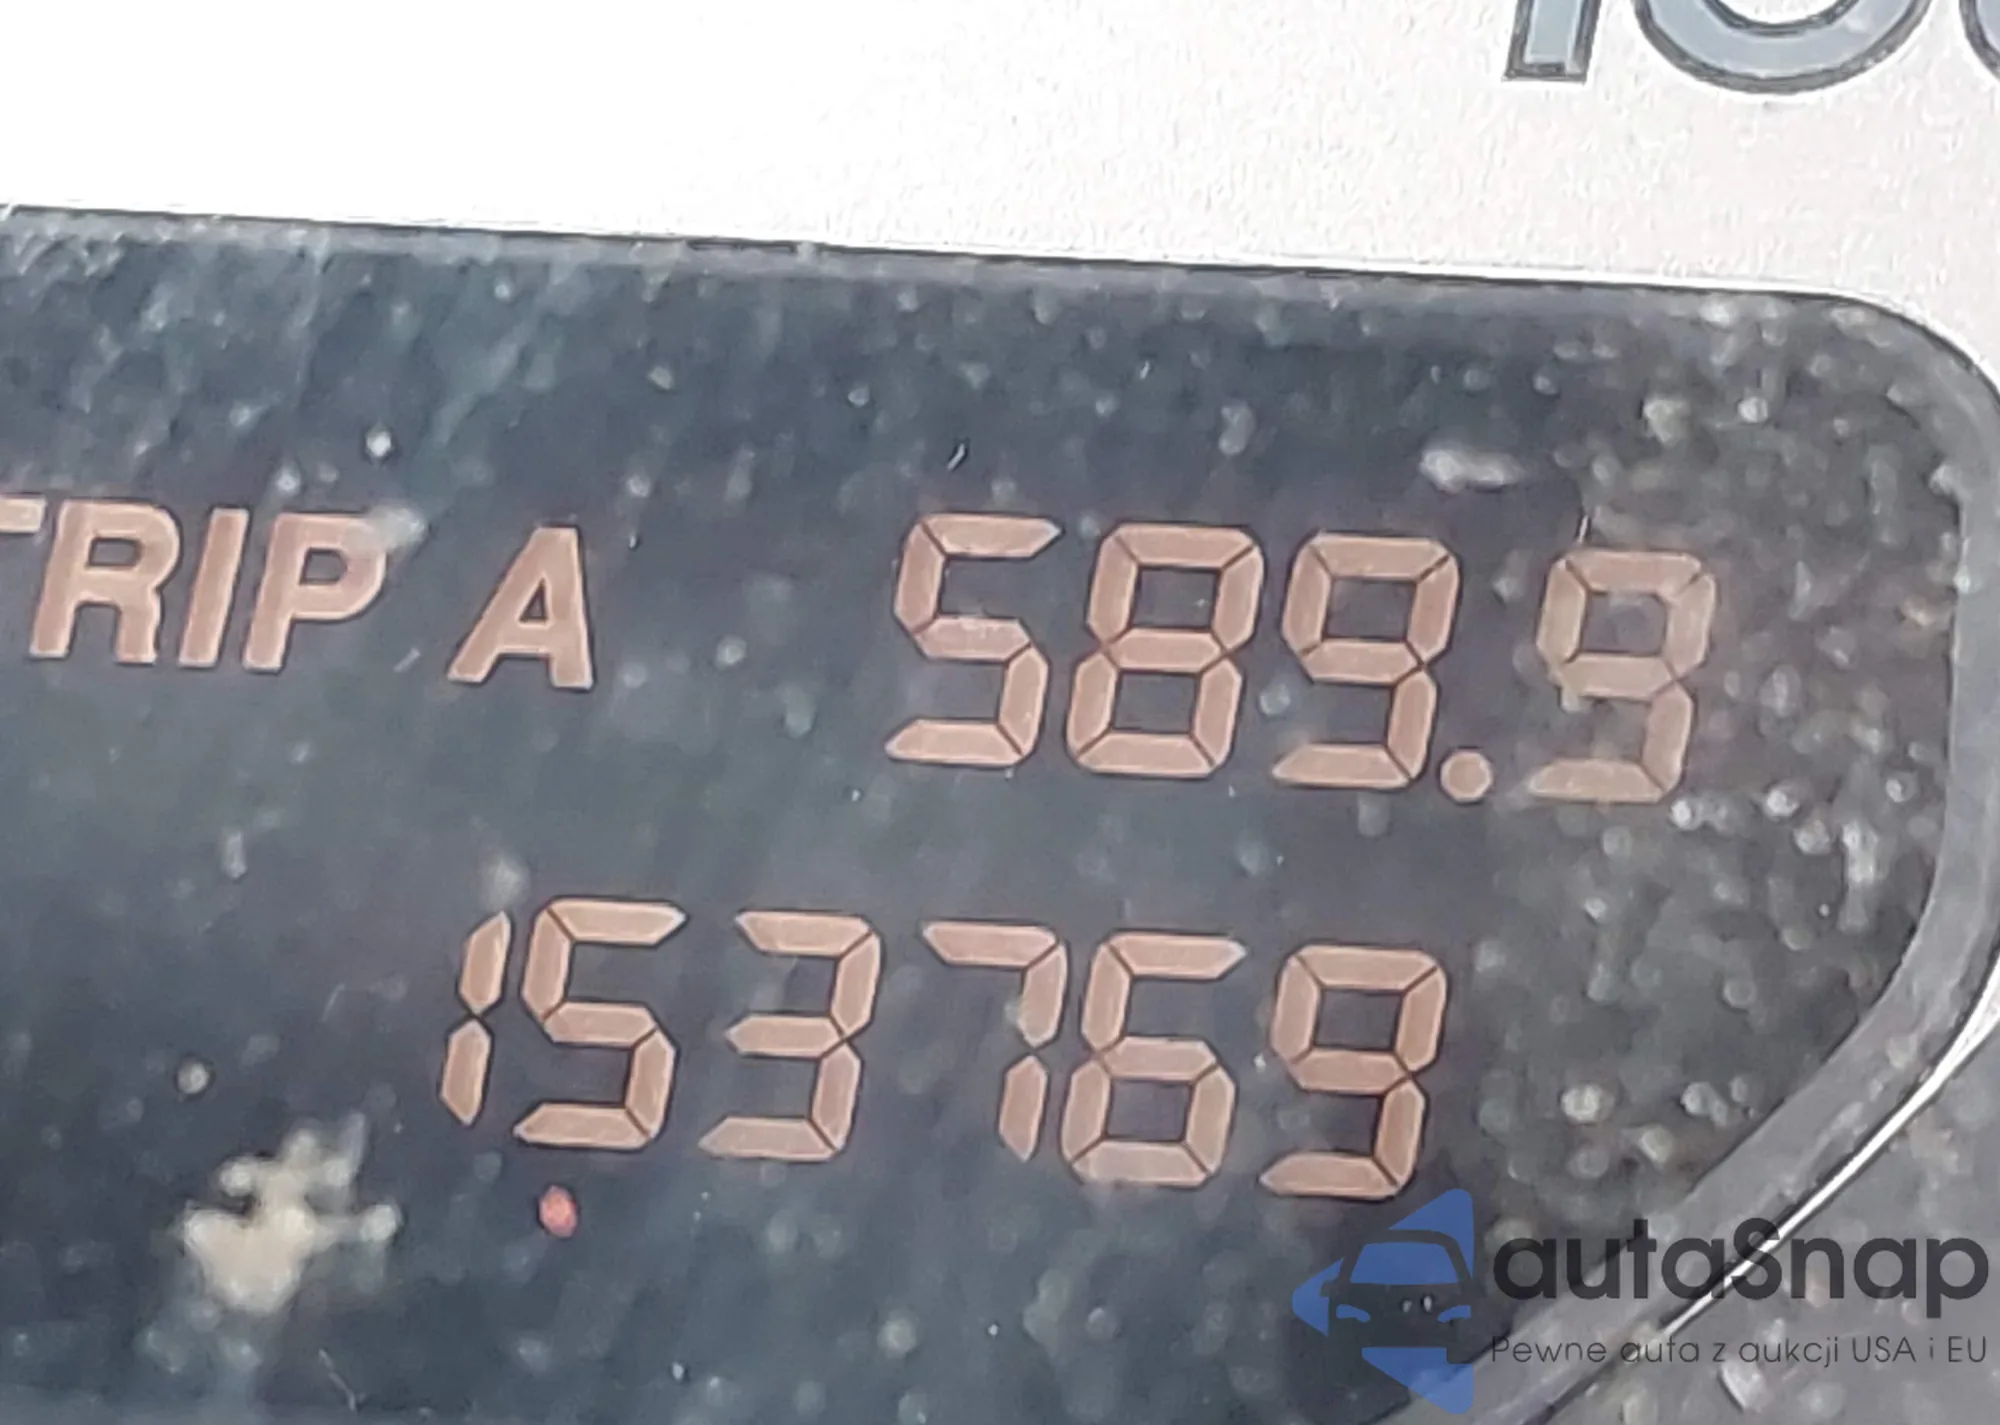 TRIP A 589.9
153769
autaSnap
Pewne auta z aukcji USA i EU